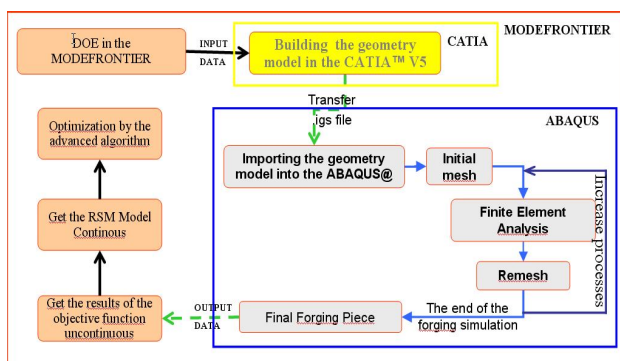 MODEFRONTIER
DOE in the
MODEFRONTIER
INPUT
DATA
Building the geometry
model in the CATIA™ V5
CATIA
Transfer
igs file
ABAQUS
Optimization by the
advanced algorithm
Importing the geometry
model into the ABAQUS@
Initial
mesh
Increase processes
Get the RSM Model
Continous
Finite Element
Analysis
Remesh
Get the results of the
objective function
uncontinuous
OUTPUT
DATA
Final Forging Piece
The end of the
forging simulation